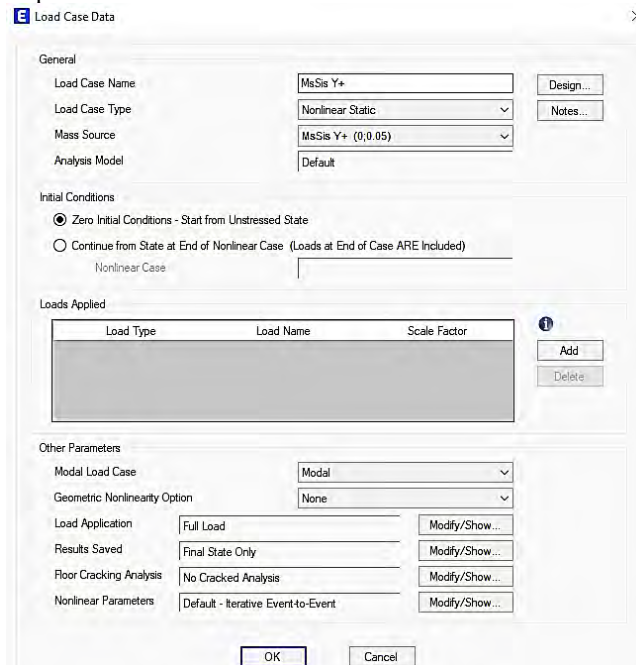 E Load Case Data
General
Load Case Name MsSis Y+ Design...
Load Case Type Nonlinear Static Notes...
Mass Source MsSis Y+ (0;0.05)
Analysis Model Default
Initial Conditions
Zero Initial Conditions - Start from Unstressed State
Continue from State at End of Nonlinear Case (Loads at End of Case ARE Included)
Nonlinear Case
Loads Applied
Load Type Load Name Scale Factor
i
Add
Delete
Other Parameters
Modal Load Case Modal
Geometric Nonlinearity Option None
Load Application Full Load Modify/Show...
Results Saved Final State Only Modify/Show...
Floor Cracking Analysis No Cracked Analysis Modify/Show...
Nonlinear Parameters Default - Iterative Event-to-Event Modify/Show...
OK Cancel